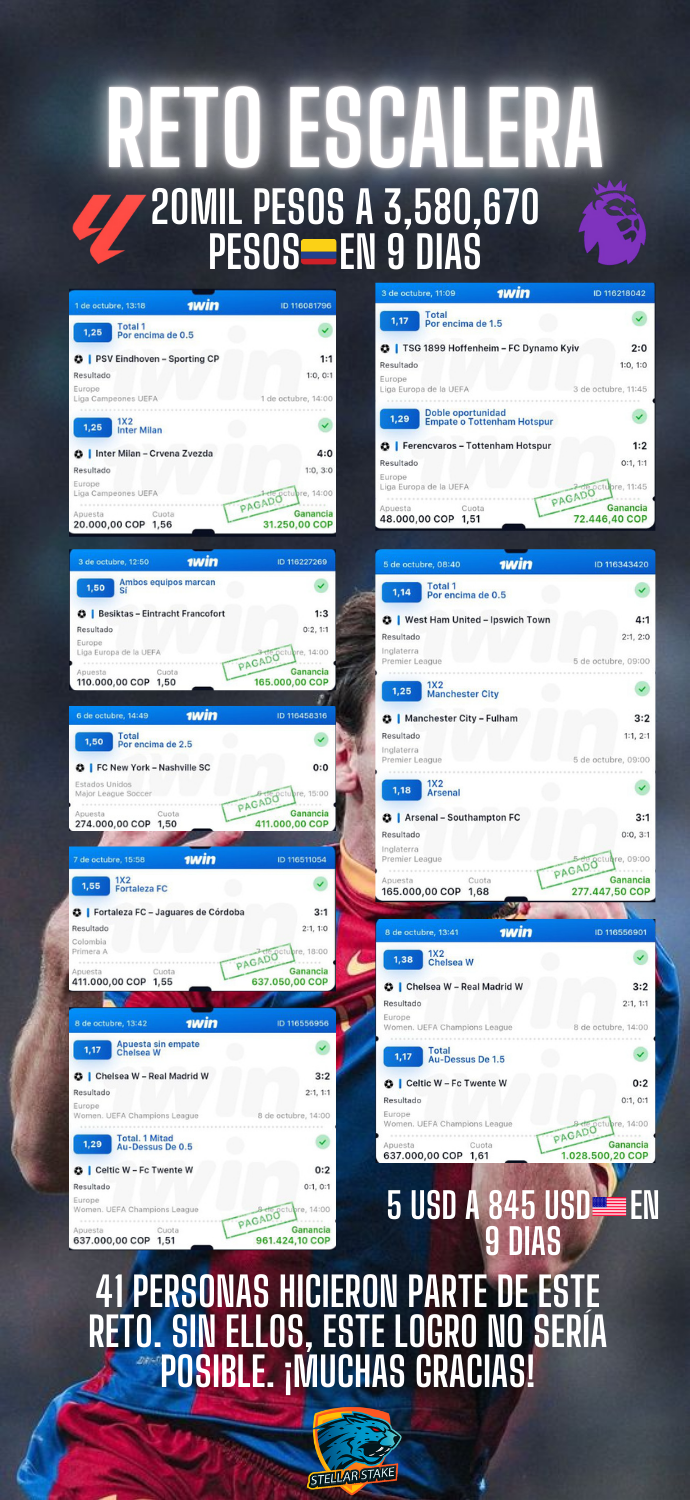 RETO ESCALERA
20MIL PESOS A 3,580,670
PESOS EN 9 DIAS
1 de octubre, 13:18 1win ID 116081796
1,25 Total 1
Por encima de 0.5
PSV Eindhoven – Sporting CP 1:1
Resultado 1:0, 0:1
Europe
Liga Campeones UEFA 1 de octubre, 14:00
1,25 1X2
Inter Milan
Inter Milan – Crvena Zvezda 4:0
Resultado 1:0, 3:0
Europe
Liga Campeones UEFA 1 de octubre, 14:00
PAGADO
Apuesta Cuota Ganancia
20.000,00 COP 1,56 31.250,00 COP
3 de octubre, 11:09 1win ID 116218042
1,17 Total
Por encima de 1.5
TSG 1899 Hoffenheim – FC Dynamo Kyiv 2:0
Resultado 1:0, 1:0
Europe
Liga Europa de la UEFA 3 de octubre, 11:45
1,29 Doble oportunidad
Empate o Tottenham Hotspur
Ferencvaros – Tottenham Hotspur 1:2
Resultado 0:1, 1:1
Europe
Liga Europa de la UEFA de octubre, 11:45
PAGADO
Apuesta Cuota Ganancia
48.000,00 COP 1,51 72.446,40 COP
3 de octubre, 12:50 1win ID 116227269
1,50 Ambos equipos marcan
Sí
Besiktas – Eintracht Francofort 1:3
Resultado 0:2, 1:1
Europe
Liga Europa de la UEFA 3 de octubre, 14:00
PAGADO
Apuesta Cuota Ganancia
110.000,00 COP 1,50 165.000,00 COP
5 de octubre, 08:40 1win ID 116343420
1,14 Total 1
Por encima de 0.5
West Ham United – Ipswich Town 4:1
Resultado 2:1, 2:0
Inglaterra
Premier League 5 de octubre, 09:00
1,25 1X2
Manchester City
Manchester City – Fulham 3:2
Resultado 1:1, 2:1
Inglaterra
Premier League 5 de octubre, 09:00
1,18 1X2
Arsenal
Arsenal – Southampton FC 3:1
Resultado 0:0, 3:1
Inglaterra
Premier League 5 de octubre, 09:00
PAGADO
Apuesta Cuota Ganancia
165.000,00 COP 1,68 277.447,50 COP
6 de octubre, 14:49 1win ID 116458316
1,50 Total
Por encima de 2.5
FC New York – Nashville SC 0:0
Estados Unidos
Major League Soccer 6 de octubre, 15:00
PAGADO
Apuesta Cuota Ganancia
274.000,00 COP 1,50 411.000,00 COP
7 de octubre, 15:58 1win ID 116511054
1,55 1X2
Fortaleza FC
Fortaleza FC – Jaguares de Córdoba 3:1
Resultado 2:1, 1:0
Colombia
Primera A 7 de octubre, 18:00
PAGADO
Apuesta Cuota Ganancia
411.000,00 COP 1,55 637.050,00 COP
8 de octubre, 13:41 1win ID 116556901
1,38 1X2
Chelsea W
Chelsea W – Real Madrid W 3:2
Resultado 2:1, 1:1
Europe
Women. UEFA Champions League 8 de octubre, 14:00
1,17 Total
Au-Dessus De 1.5
Celtic W – Fc Twente W 0:2
Resultado 0:1, 0:1
Europe
Women. UEFA Champions League 8 de octubre, 14:00
PAGADO
Apuesta Cuota Ganancia
637.000,00 COP 1,61 1.028.500,20 COP
8 de octubre, 13:42 1win ID 116556956
1,17 Apuesta sin empate
Chelsea W
Chelsea W – Real Madrid W 3:2
Resultado 2:1, 1:1
Europe
Women. UEFA Champions League 8 de octubre, 14:00
1,29 Total. 1 Mitad
Au-Dessus De 0.5
Celtic W – Fc Twente W 0:2
Resultado 0:1, 0:1
Europe
Women. UEFA Champions League 8 de octubre, 14:00
PAGADO
Apuesta Cuota Ganancia
637.000,00 COP 1,51 961.424,10 COP
5 USD A 845 USD EN
9 DIAS
41 PERSONAS HICIERON PARTE DE ESTE
RETO. SIN ELLOS, ESTE LOGRO NO SERÍA
POSIBLE. ¡MUCHAS GRACIAS!
STELLAR STAKE